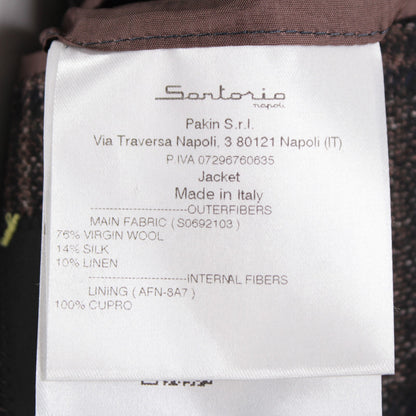 Sartorio
napoli
Pakin S.r.l.
Via Traversa Napoli, 3 80121 Napoli (IT)
P.IVA 07296760635
Jacket
Made in Italy
--------------------OUTERFIBERS
MAIN FABRIC ( S0692103 )
76% VIRGIN WOOL
14% SILK
10% LINEN
--------------------INTERNAL FIBERS
LINING ( AFN-8A7 )
100% CUPRO